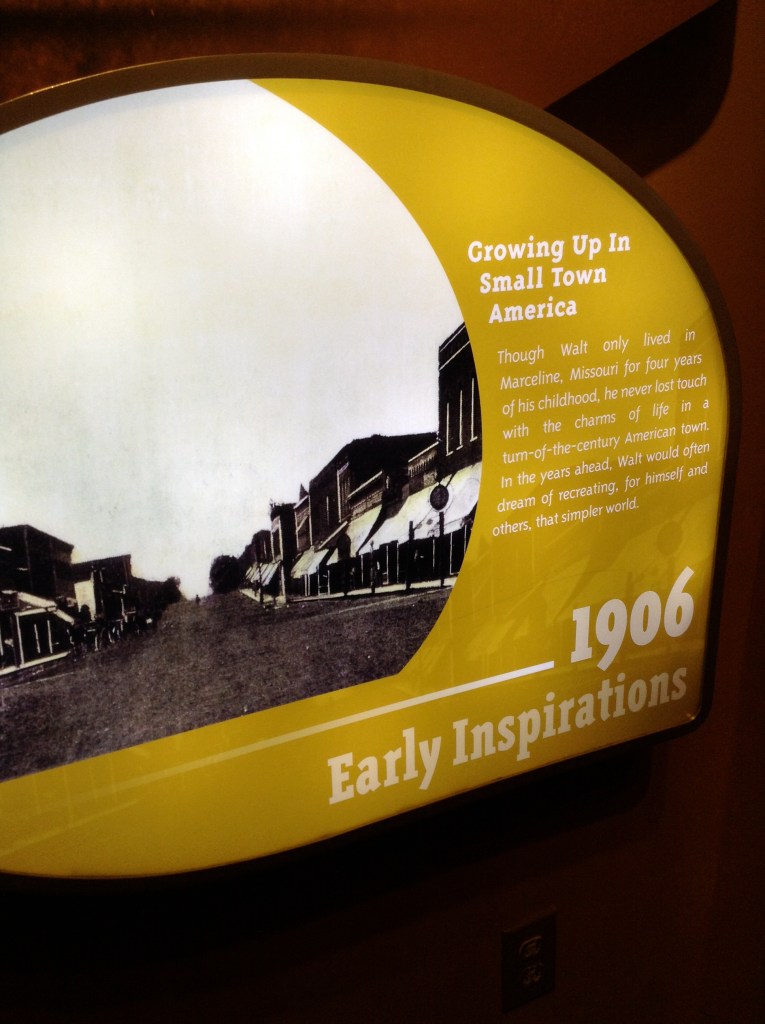 Growing Up In
Small Town
America
Though Walt only lived in
Marceline, Missouri for four years
of his childhood, he never lost touch
with the charms of life in a
turn-of-the-century American town.
In the years ahead, Walt would often
dream of recreating, for himself and
others, that simpler world.
1906
Early Inspirations